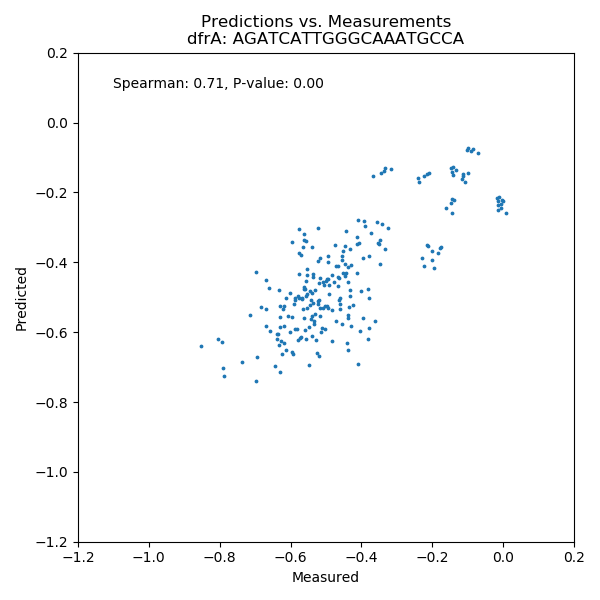 Predictions vs. Measurements
dfrA: AGATCATTGGGCAAATGCCA
0.2
Spearman: 0.71, P-value: 0.00
0.0
−0.2
−0.4
Predicted
−0.6
−0.8
−1.0
−1.2
−1.2 −1.0 −0.8 −0.6 −0.4 −0.2 0.0 0.2
Measured